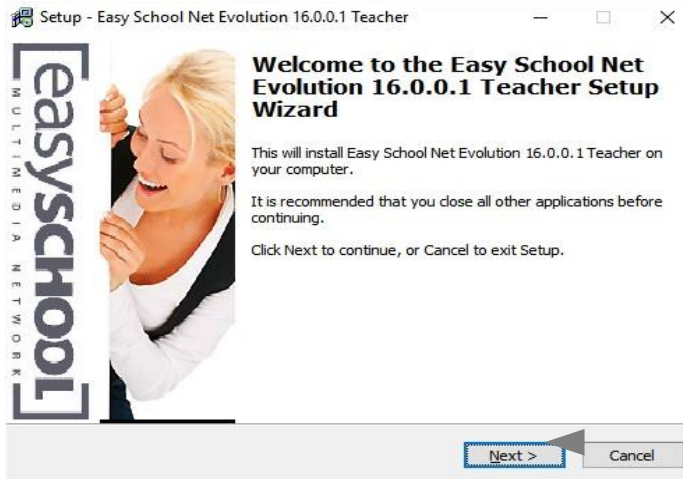 Setup - Easy School Net Evolution 16.0.0.1 Teacher
[easySCHOOL]
MULTIMEDIA NETWORK
Welcome to the Easy School Net
Evolution 16.0.0.1 Teacher Setup
Wizard
This will install Easy School Net Evolution 16.0.0.1 Teacher on
your computer.
It is recommended that you close all other applications before
continuing.
Click Next to continue, or Cancel to exit Setup.
Next >
Cancel